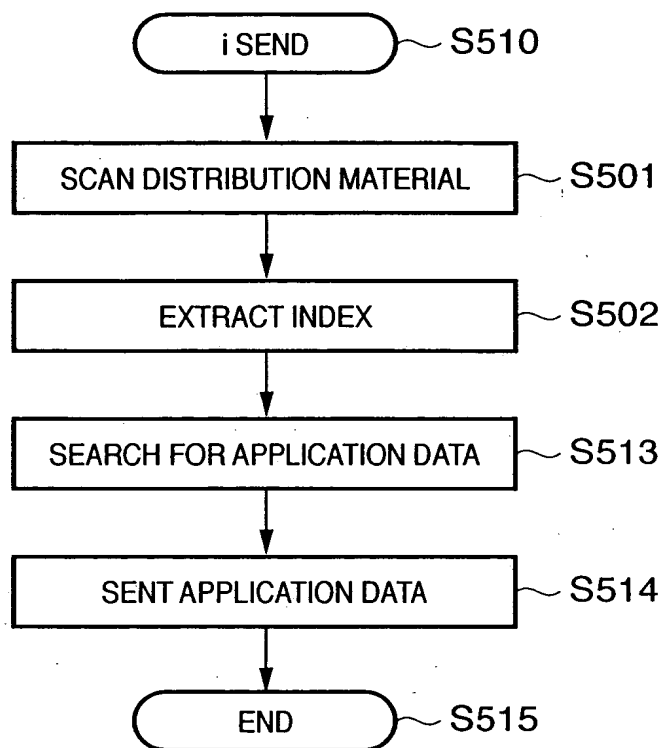 i SEND S510
SCAN DISTRIBUTION MATERIAL S501
EXTRACT INDEX S502
SEARCH FOR APPLICATION DATA S513
SENT APPLICATION DATA S514
END S515